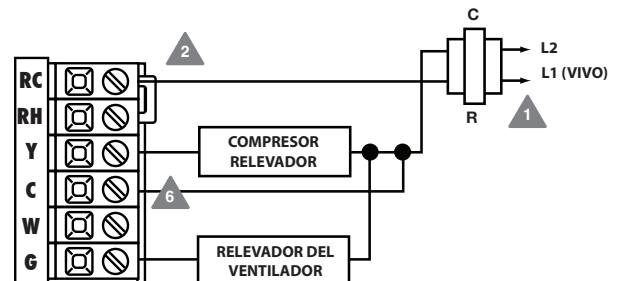 C
L2
2
RC
L1 (VIVO)
RH
R
1
COMPRESOR
RELEVADOR
Y
C
6
W
RELEVADOR DEL
VENTILADOR
G